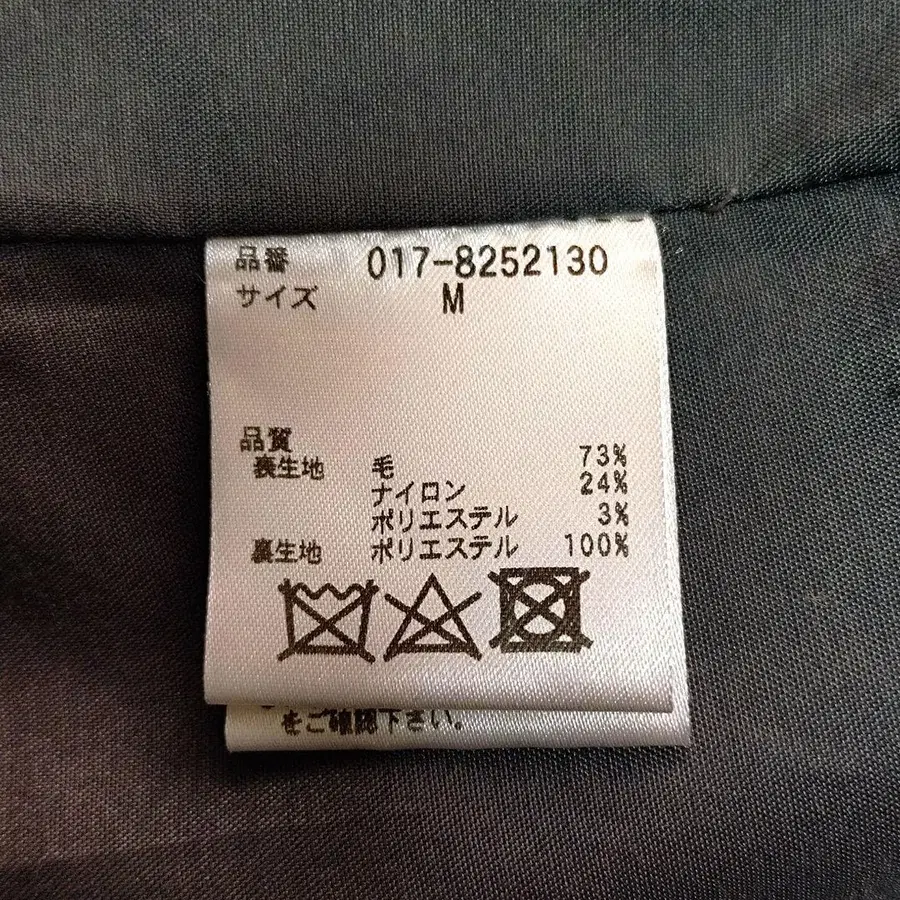 品番 017-8252130
サイズ M
品質
表生地 毛 73%
ナイロン 24%
ポリエステル 3%
裏生地 ポリエステル 100%
をご確認下さい。